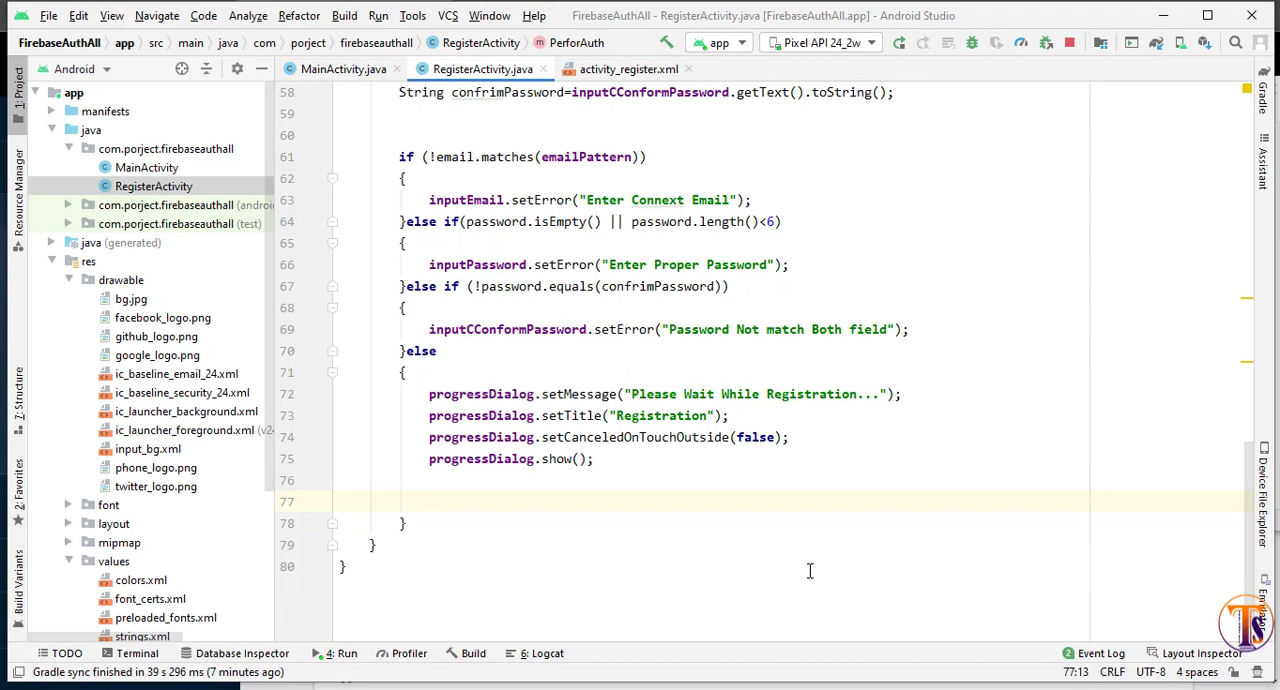 File Edit View Navigate Code Analyze Refactor Build Run Tools VCS Window Help FirebaseAuthAll - RegisterActivity.java [FirebaseAuthAll.app] - Android Studio
FirebaseAuthAll app src main java com porject firebaseauthall RegisterActivity PerforAuth app Pixel API 24_2w
Android MainActivity.java RegisterActivity.java activity_register.xml
1: Project
Resource Manager
7: Structure
2: Favorites
Build Variants
app
manifests
java
com.porject.firebaseauthall
MainActivity
RegisterActivity
com.porject.firebaseauthall (androi
com.porject.firebaseauthall (test)
java (generated)
res
drawable
bg.jpg
facebook_logo.png
github_logo.png
google_logo.png
ic_baseline_email_24.xml
ic_baseline_security_24.xml
ic_launcher_background.xml
ic_launcher_foreground.xml (v24
input_bg.xml
phone_logo.png
twitter_logo.png
font
layout
mipmap
values
colors.xml
font_certs.xml
preloaded_fonts.xml
strings.xml
58 String confrimPassword=inputCConformPassword.getText().toString();
59
60
61 if (!email.matches(emailPattern))
62 {
63 inputEmail.setError("Enter Connext Email");
64 }else if(password.isEmpty() || password.length()<6)
65 {
66 inputPassword.setError("Enter Proper Password");
67 }else if (!password.equals(confrimPassword))
68 {
69 inputCConformPassword.setError("Password Not match Both field");
70 }else
71 {
72 progressDialog.setMessage("Please Wait While Registration...");
73 progressDialog.setTitle("Registration");
74 progressDialog.setCanceledOnTouchOutside(false);
75 progressDialog.show();
76
77
78 }
79 }
80 }
Gradle
Assistant
Device File Explorer
Emulator
TS
TODO Terminal Database Inspector 4: Run Profiler Build 6: Logcat 2 Event Log Layout Inspector
Gradle sync finished in 39 s 296 ms (7 minutes ago) 77:13 CRLF UTF-8 4 spaces